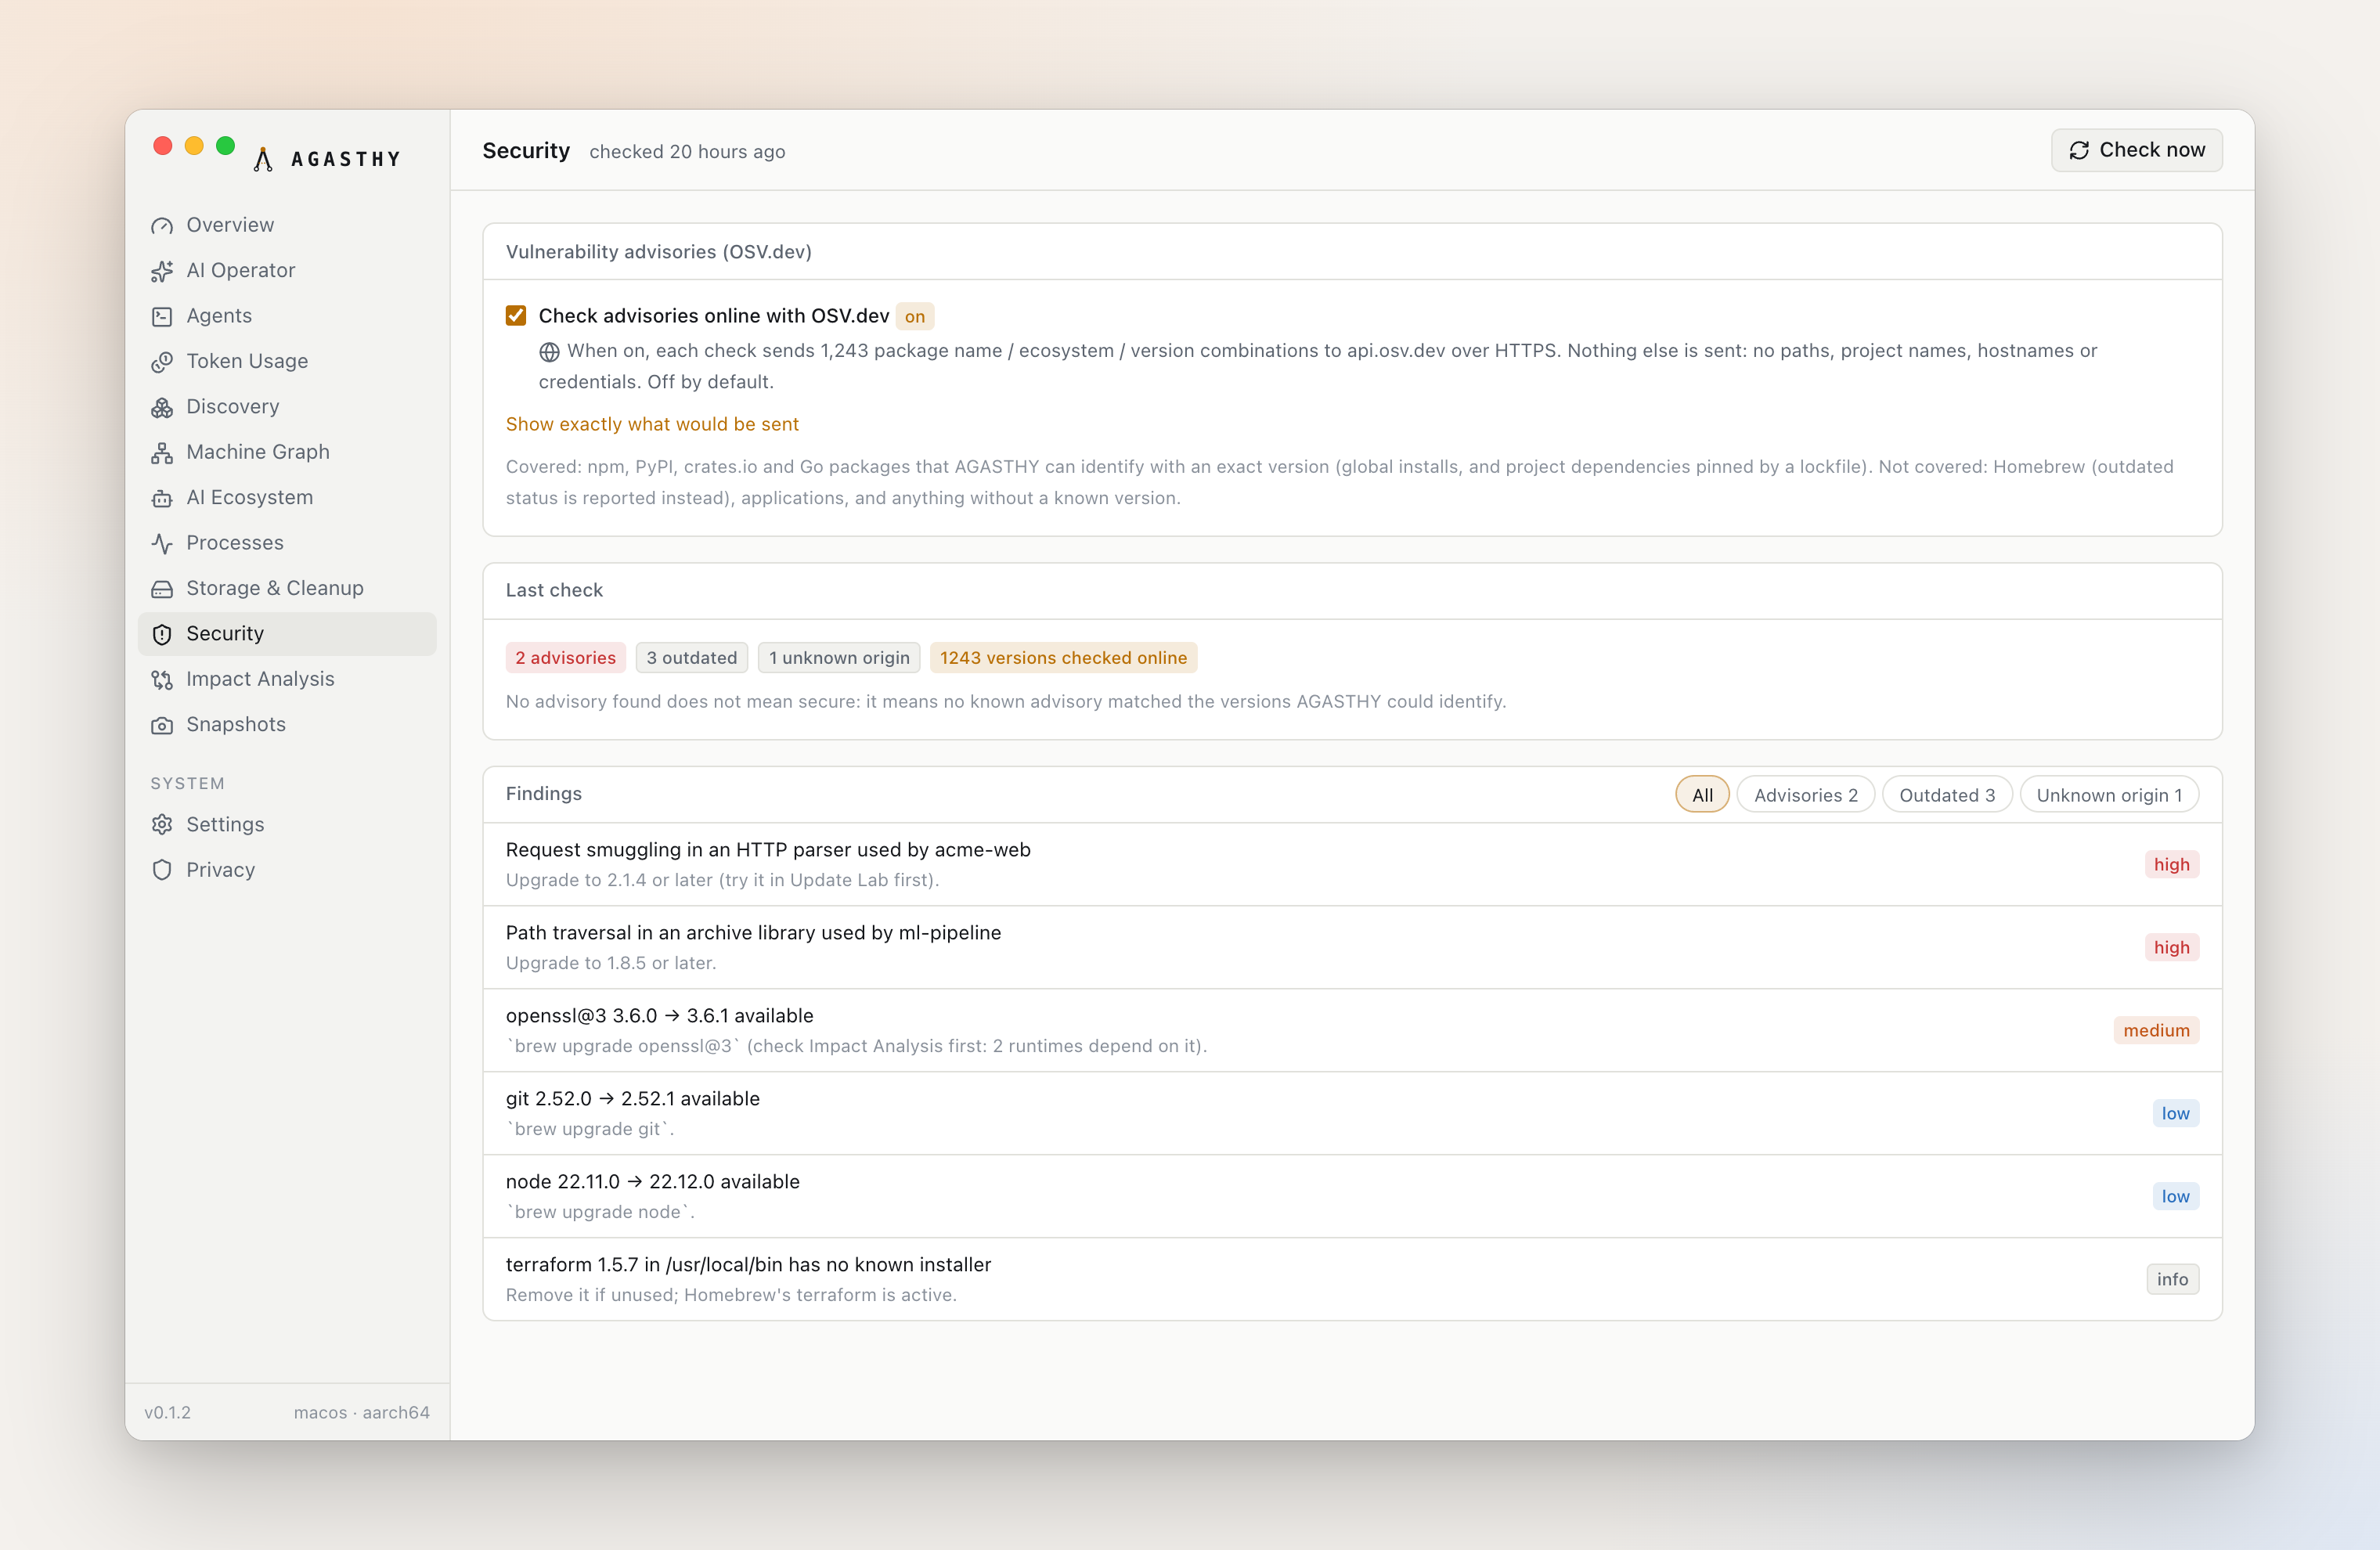 AGASTHY
Overview
AI Operator
Agents
Token Usage
Discovery
Machine Graph
AI Ecosystem
Processes
Storage & Cleanup
Security
Impact Analysis
Snapshots
SYSTEM
Settings
Privacy
v0.1.2 macos · aarch64
Security checked 20 hours ago Check now
Vulnerability advisories (OSV.dev)
Check advisories online with OSV.dev on
When on, each check sends 1,243 package name / ecosystem / version combinations to api.osv.dev over HTTPS. Nothing else is sent: no paths, project names, hostnames or
credentials. Off by default.
Show exactly what would be sent
Covered: npm, PyPI, crates.io and Go packages that AGASTHY can identify with an exact version (global installs, and project dependencies pinned by a lockfile). Not covered: Homebrew (outdated
status is reported instead), applications, and anything without a known version.
Last check
2 advisories 3 outdated 1 unknown origin 1243 versions checked online
No advisory found does not mean secure: it means no known advisory matched the versions AGASTHY could identify.
Findings All Advisories 2 Outdated 3 Unknown origin 1
Request smuggling in an HTTP parser used by acme-web
Upgrade to 2.1.4 or later (try it in Update Lab first).
high
Path traversal in an archive library used by ml-pipeline
Upgrade to 1.8.5 or later.
high
openssl@3 3.6.0 → 3.6.1 available
`brew upgrade openssl@3` (check Impact Analysis first: 2 runtimes depend on it).
medium
git 2.52.0 → 2.52.1 available
`brew upgrade git`.
low
node 22.11.0 → 22.12.0 available
`brew upgrade node`.
low
terraform 1.5.7 in /usr/local/bin has no known installer
Remove it if unused; Homebrew's terraform is active.
info